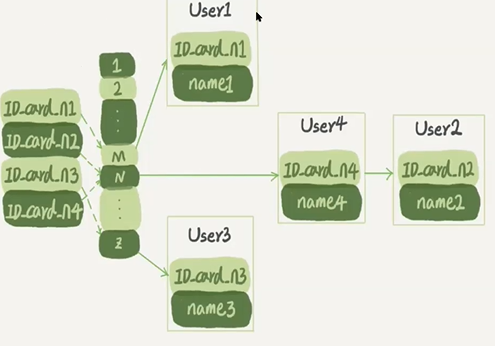 User1
ID_card_n1
name1
1
2
M
N
Z
ID_card_n1
ID_card_n2
ID_card_n3
ID_card_n4
User4
ID_card_n4
name4
User2
ID_card_n2
name2
User3
ID_card_n3
name3